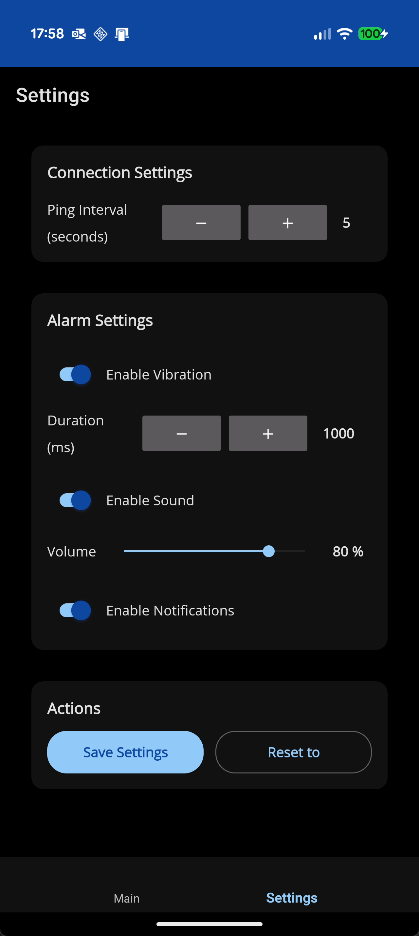 17:58
100
Settings
Connection Settings
Ping Interval
(seconds)
−
+
5
Alarm Settings
Enable Vibration
Duration
(ms)
−
+
1000
Enable Sound
Volume
80 %
Enable Notifications
Actions
Save Settings
Reset to
Main
Settings